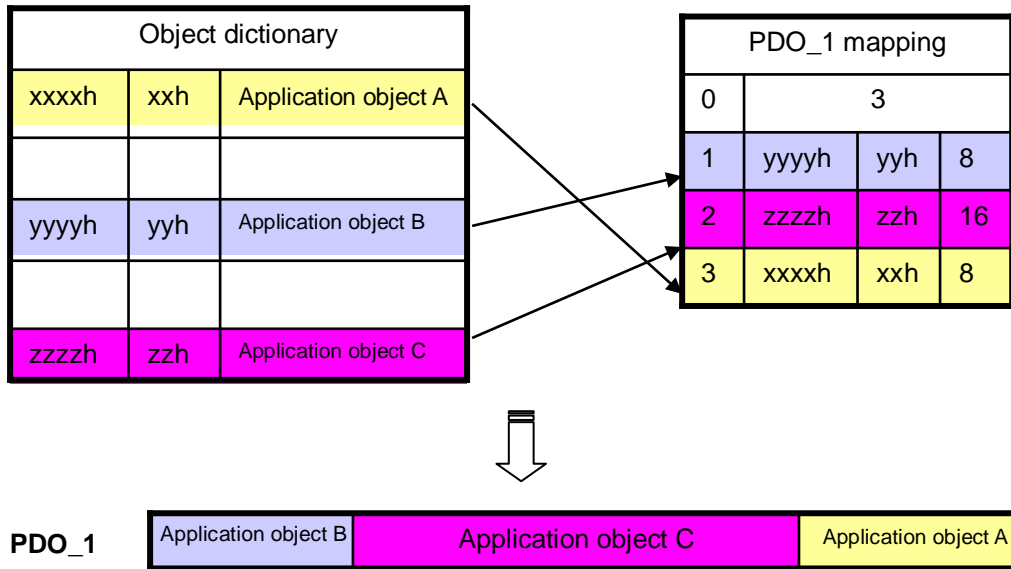 Object dictionary
xxxxh xxh Application object A
yyyyh yyh Application object B
zzzzh zzh Application object C
PDO_1 mapping
0 3
1 yyyyh yyh 8
2 zzzzh zzh 16
3 xxxxh xxh 8
PDO_1 Application object B Application object C Application object A